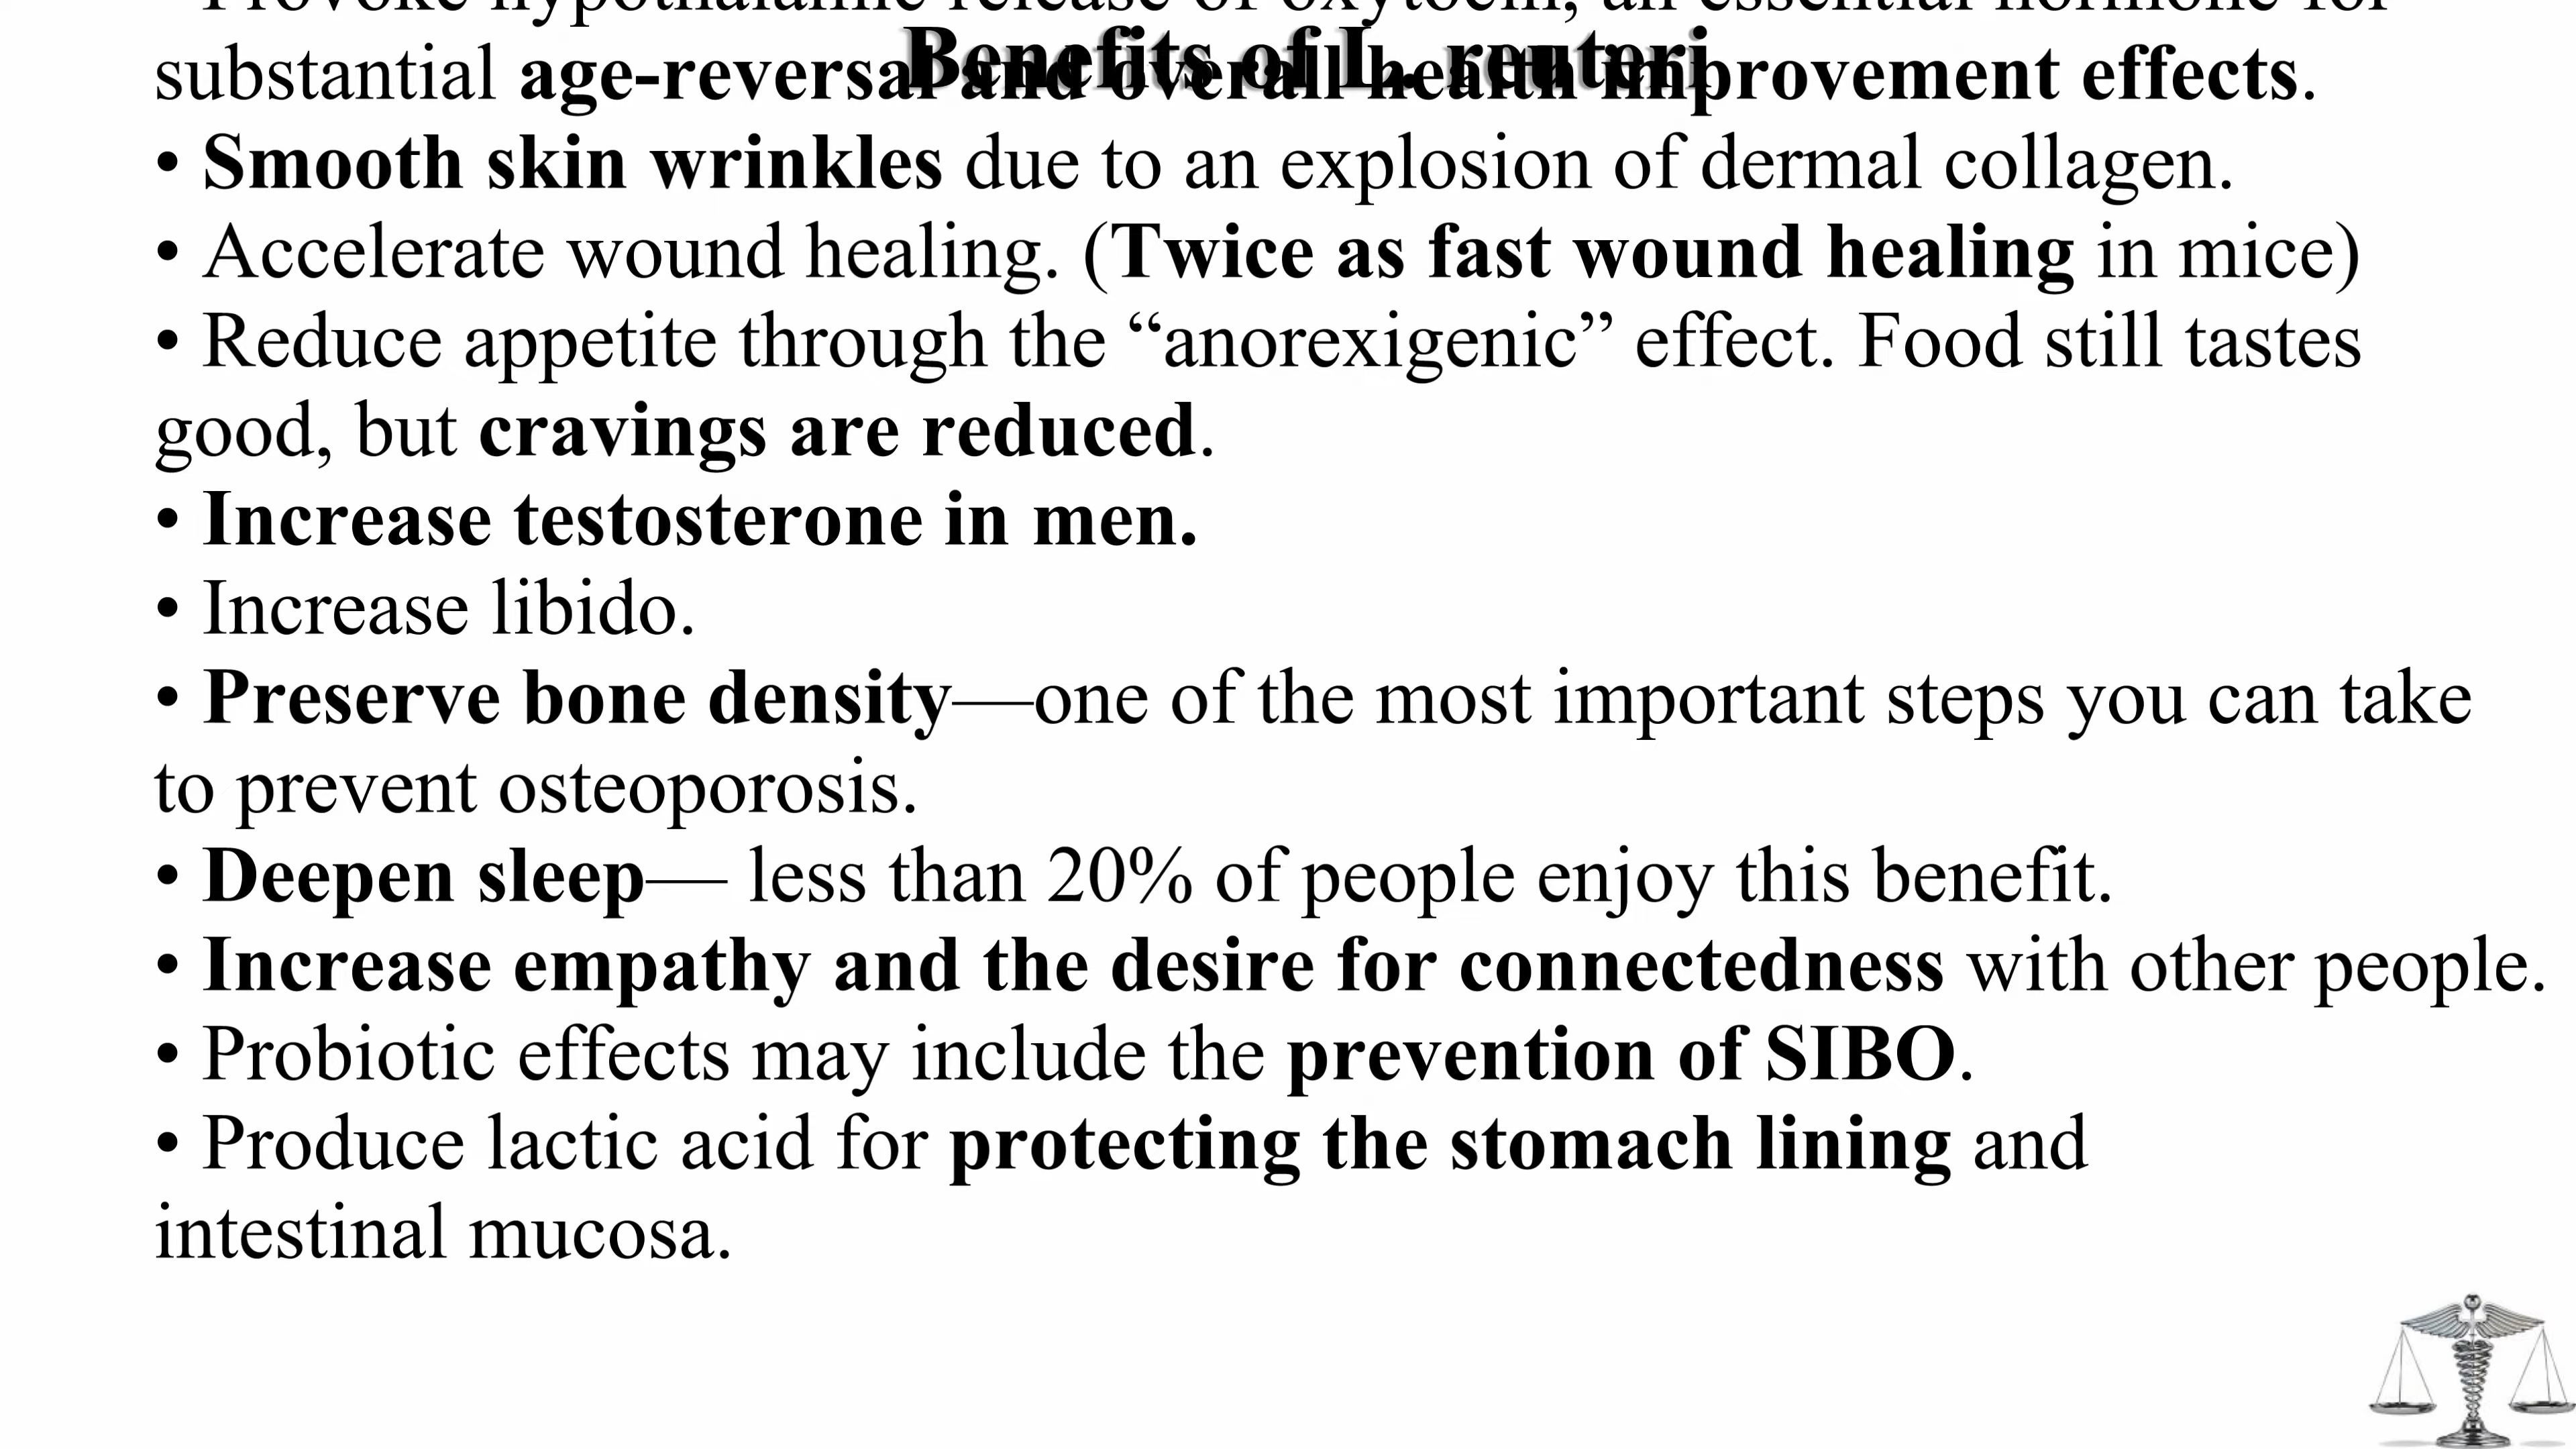 Provoke hypothalamic release of oxytocin, an essential hormone for
Benefits of L. reuteri
substantial age-reversal and overall health improvement effects.
• Smooth skin wrinkles due to an explosion of dermal collagen.
• Accelerate wound healing. (Twice as fast wound healing in mice)
• Reduce appetite through the “anorexigenic” effect. Food still tastes
good, but cravings are reduced.
• Increase testosterone in men.
• Increase libido.
• Preserve bone density—one of the most important steps you can take
to prevent osteoporosis.
• Deepen sleep— less than 20% of people enjoy this benefit.
• Increase empathy and the desire for connectedness with other people.
• Probiotic effects may include the prevention of SIBO.
• Produce lactic acid for protecting the stomach lining and
intestinal mucosa.